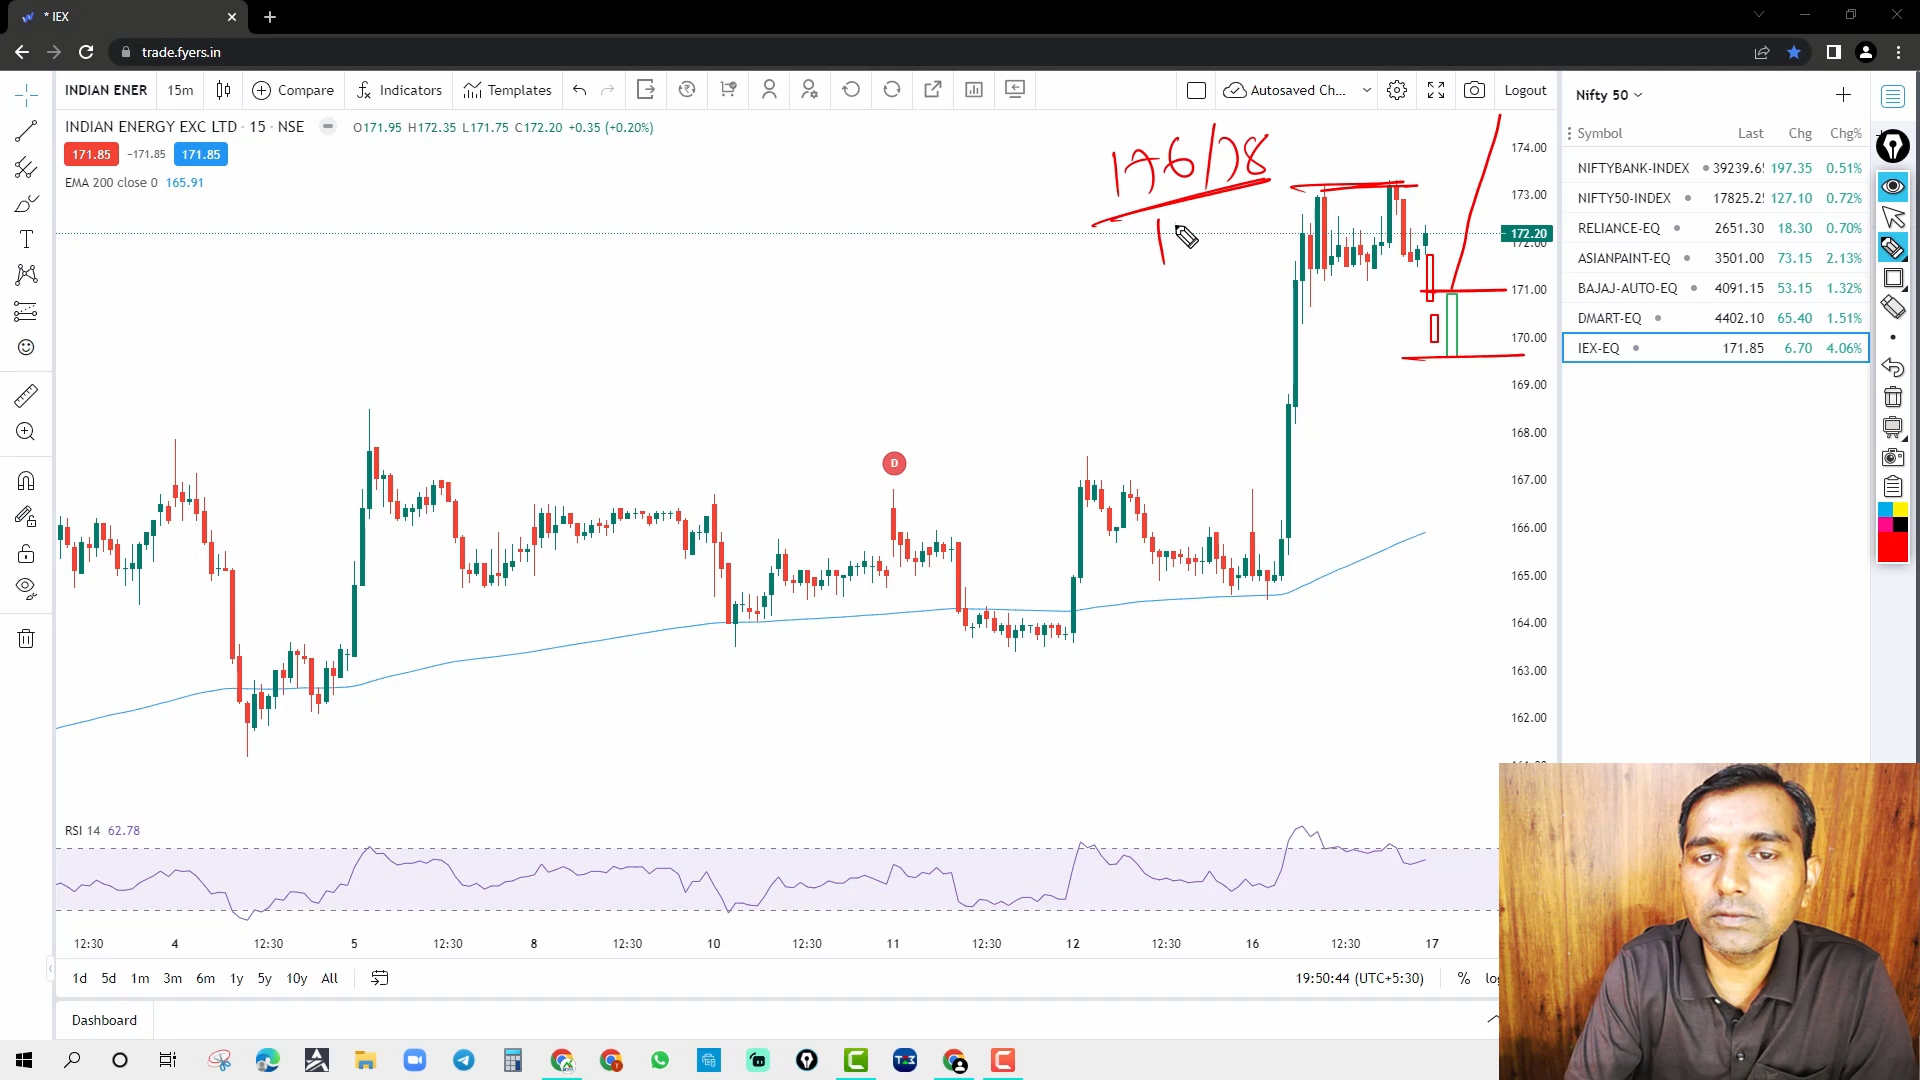 * IEX
trade.fyers.in
INDIAN ENER 15m Compare Indicators Templates Autosaved Ch... Logout
INDIAN ENERGY EXC LTD · 15 · NSE O171.95 H172.35 L171.75 C172.20 +0.35 (+0.20%)
171.85 −171.85 171.85
EMA 200 close 0 165.91
176/78
1
D
174.00
173.00
172.20
172.00
171.00
170.00
169.00
168.00
167.00
166.00
165.00
164.00
163.00
162.00
RSI 14 62.78
12:30 4 12:30 5 12:30 8 12:30 10 12:30 11 12:30 12 12:30 16 12:30 17
1d 5d 1m 3m 6m 1y 5y 10y All 19:50:44 (UTC+5:30) %
Dashboard
Nifty 50
Symbol Last Chg Chg%
NIFTYBANK-INDEX 39239.6 197.35 0.51%
NIFTY50-INDEX 17825.2 127.10 0.72%
RELIANCE-EQ 2651.30 18.30 0.70%
ASIANPAINT-EQ 3501.00 73.15 2.13%
BAJAJ-AUTO-EQ 4091.15 53.15 1.32%
DMART-EQ 4402.10 65.40 1.51%
IEX-EQ 171.85 6.70 4.06%